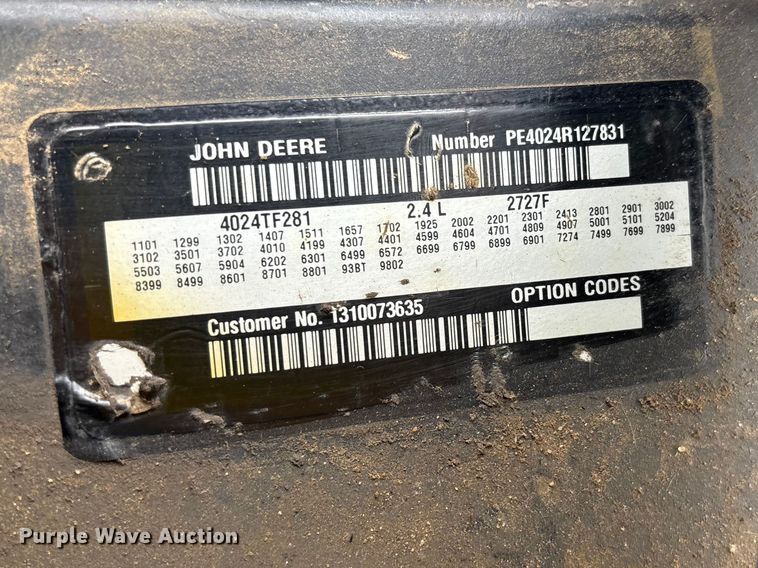 JOHN DEERE Number PE4024R127831
4024TF281 2.4 L 2727F
1101 1299 1302 1407 1511 1657 1702 1925 2002 2201 2301 2413 2801 2901 3002
3102 3501 3702 4010 4199 4307 4401 4599 4604 4701 4809 4907 5001 5101 5204
5503 5607 5904 6202 6301 6499 6572 6699 6799 6899 6901 7274 7499 7699 7899
8399 8499 8601 8701 8801 93BT 9802
Customer No. 1310073635 OPTION CODES
Purple Wave Auction